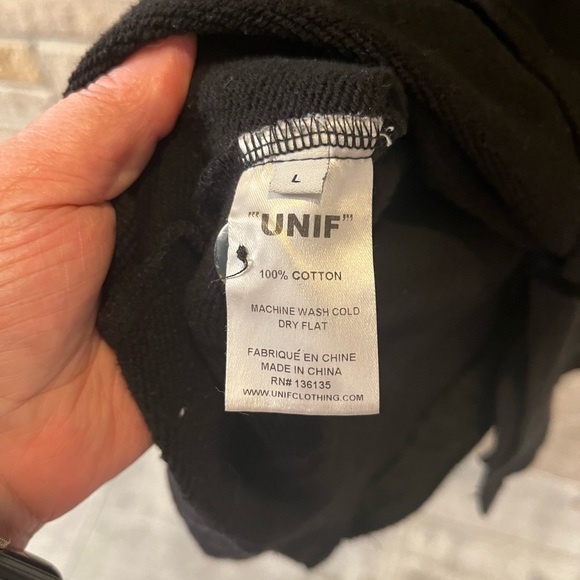 L
"'UNIF'"
100% COTTON
MACHINE WASH COLD
DRY FLAT
FABRIQUÉ EN CHINE
MADE IN CHINA
RN# 136135
WWW.UNIFCLOTHING.COM